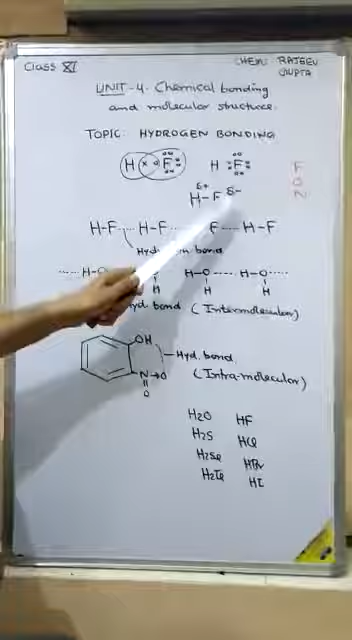 Class XI
CHEM: RAJEEV GUPTA
UNIT-4. Chemical bonding
and molecular structure.
TOPIC: HYDROGEN BONDING
H F
H F
F
O
N
δ+ δ-
H-F
H-F ---- H-F ---- F ---- H-F
bond
H-O ---- H-O ----
H H H
Hyd. bond (Intermolecular)
OH
Hyd. bond
N→O
(Intra-molecular)
O
H₂O HF
H₂S HCl
H₂Se HBr
H₂Te HI